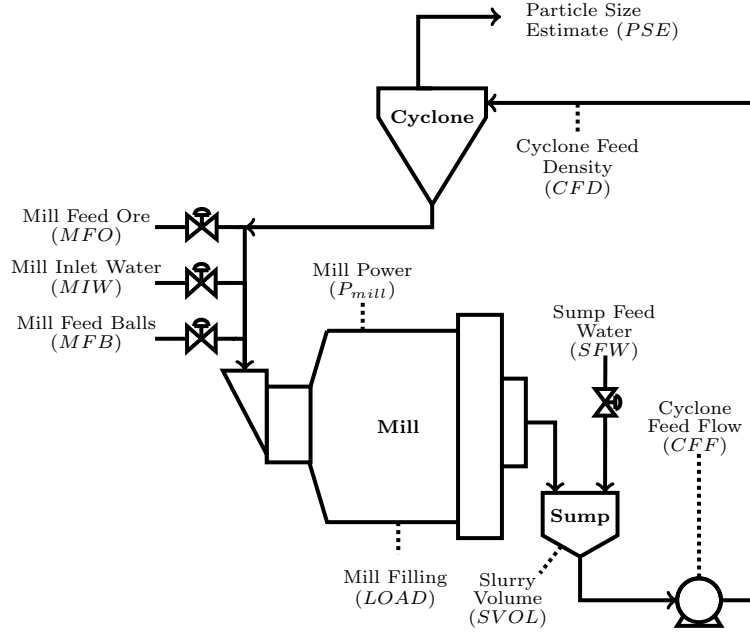 Particle Size
Estimate (PSE)
Cyclone
Cyclone Feed
Density
(CFD)
Mill Feed Ore
(MFO)
Mill Inlet Water
(MIW)
Mill Feed Balls
(MFB)
Mill Power
(P_mill)
Sump Feed
Water
(SFW)
Cyclone
Feed Flow
(CFF)
Mill
Sump
Mill Filling
(LOAD)
Slurry
Volume
(SVOL)